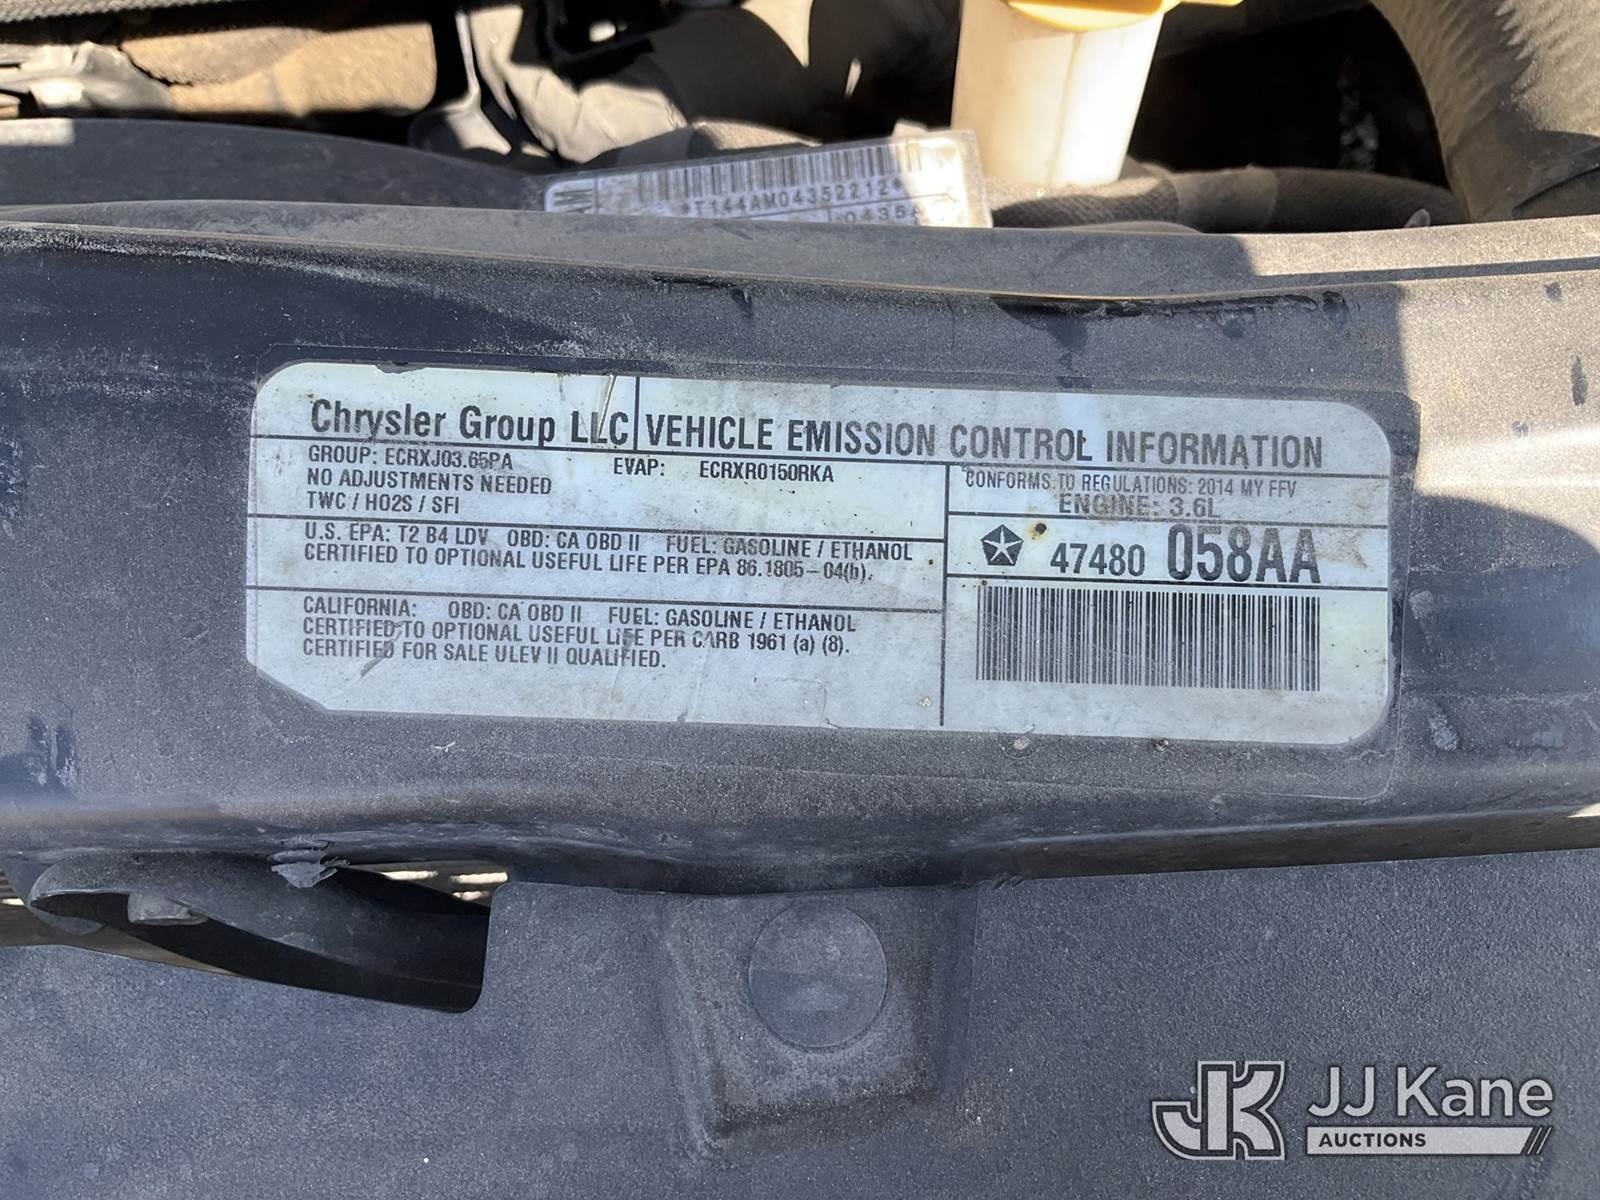 *T144AM04352212*
Chrysler Group LLC VEHICLE EMISSION CONTROL INFORMATION
GROUP: ECRXJ03.65PA EVAP: ECRXR0150RKA
NO ADJUSTMENTS NEEDED
TWC / HO2S / SFI
CONFORMS TO REGULATIONS: 2014 MY FFV
ENGINE: 3.6L
U.S. EPA: T2 B4 LDV OBD: CA OBD II FUEL: GASOLINE / ETHANOL
CERTIFIED TO OPTIONAL USEFUL LIFE PER EPA 86.1805-04(b).
47480 058AA
CALIFORNIA: OBD: CA OBD II FUEL: GASOLINE / ETHANOL
CERTIFIED TO OPTIONAL USEFUL LIFE PER CARB 1961 (a) (8).
CERTIFIED FOR SALE ULEV II QUALIFIED.
JK JJ Kane
AUCTIONS